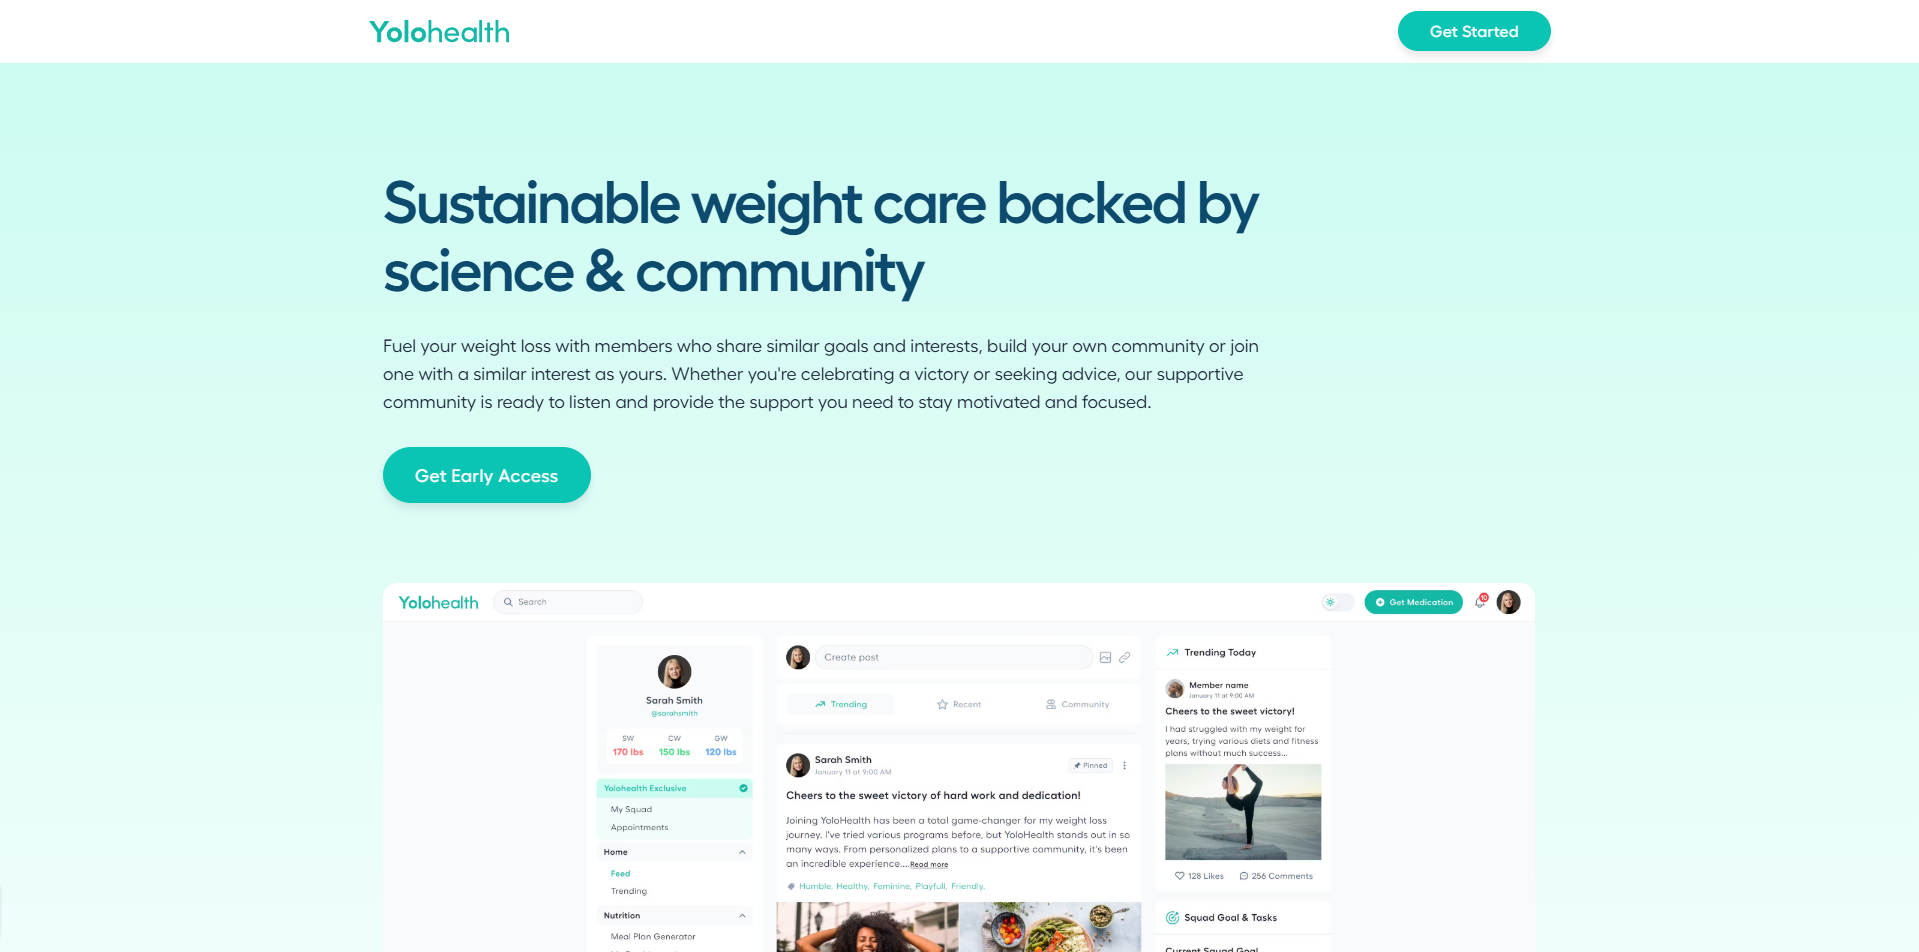 Yolohealth
Get Started
Sustainable weight care backed by
science & community
Fuel your weight loss with members who share similar goals and interests, build your own community or join
one with a similar interest as yours. Whether you're celebrating a victory or seeking advice, our supportive
community is ready to listen and provide the support you need to stay motivated and focused.
Get Early Access
Yolohealth
Search
Get Medication
10
Sarah Smith
@sarahsmith
SW CW GW
170 lbs 150 lbs 120 lbs
Yolohealth Exclusive
My Squad
Appointments
Home
Feed
Trending
Nutrition
Meal Plan Generator
Create post
Trending
Recent
Community
Sarah Smith
January 11 at 9:00 AM
Pinned
Cheers to the sweet victory of hard work and dedication!
Joining YoloHealth has been a total game-changer for my weight loss
journey. I've tried various programs before, but YoloHealth stands out in so
many ways. From personalized plans to a supportive community, it's been
an incredible experience....Read more
Humble, Healthy, Feminine, Playfull, Friendly,
Trending Today
Member name
January 11 at 9:00 AM
Cheers to the sweet victory!
I had struggled with my weight for
years, trying various diets and fitness
plans without much success...
128 Likes
256 Comments
Squad Goal & Tasks
Current Squad Goal